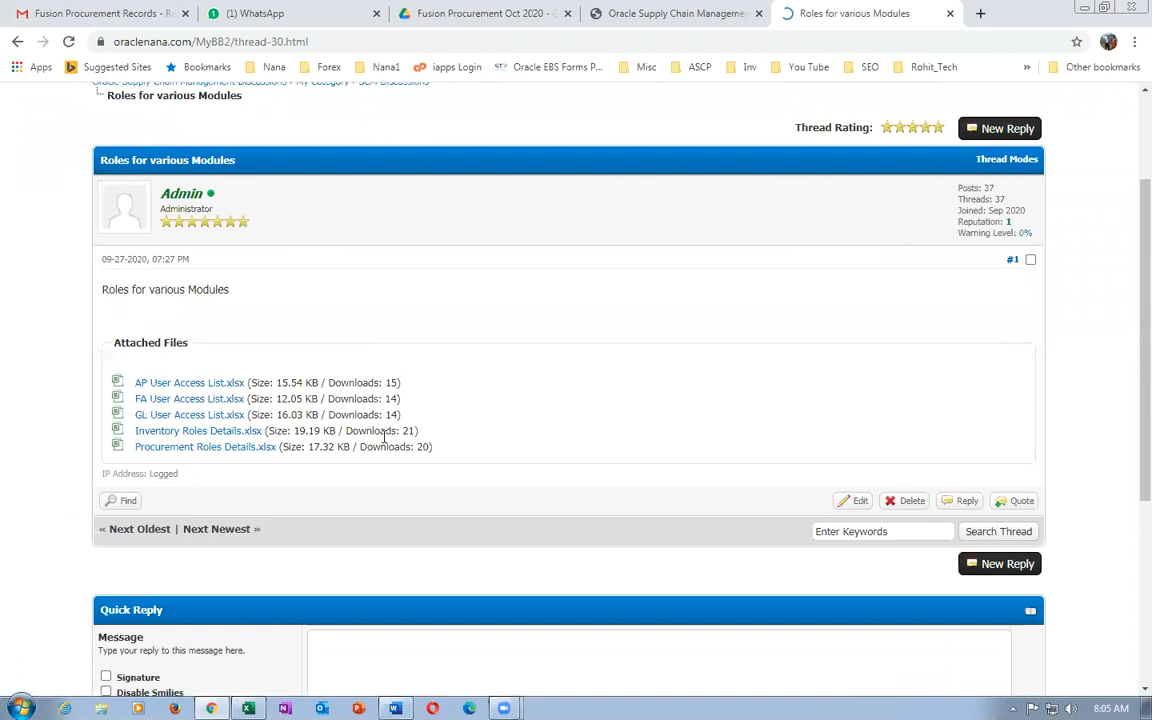 Fusion Procurement Records - R
(1) WhatsApp
Fusion Procurement Oct 2020 - G
Oracle Supply Chain Manageme
Roles for various Modules
oraclenana.com/MyBB2/thread-30.html
Apps
Suggested Sites
Bookmarks
Nana
Forex
Nana1
iapps Login
Oracle EBS Forms P...
Misc
ASCP
Inv
You Tube
SEO
Rohit_Tech
»
Other bookmarks
Oracle Supply Chain Management Discussions › My Category › SCM Discussions
Roles for various Modules
Thread Rating:
New Reply
Roles for various Modules
Thread Modes
Admin
Administrator
Posts: 37
Threads: 37
Joined: Sep 2020
Reputation: 1
Warning Level: 0%
09-27-2020, 07:27 PM
#1
Roles for various Modules
Attached Files
AP User Access List.xlsx (Size: 15.54 KB / Downloads: 15)
FA User Access List.xlsx (Size: 12.05 KB / Downloads: 14)
GL User Access List.xlsx (Size: 16.03 KB / Downloads: 14)
Inventory Roles Details.xlsx (Size: 19.19 KB / Downloads: 21)
Procurement Roles Details.xlsx (Size: 17.32 KB / Downloads: 20)
IP Address: Logged
Find
Edit
Delete
Reply
Quote
« Next Oldest | Next Newest »
Enter Keywords
Search Thread
New Reply
Quick Reply
Message
Type your reply to this message here.
Signature
Disable Smilies
8:05 AM